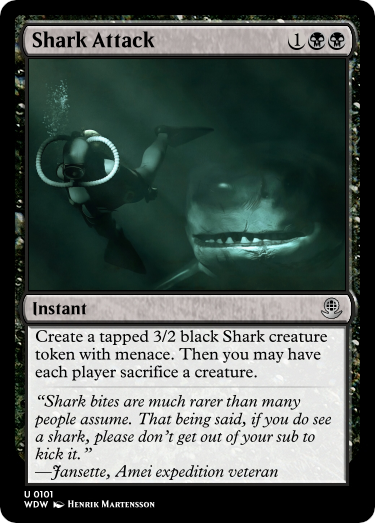 Shark Attack 1
Instant
Create a tapped 3/2 black Shark creature
token with menace. Then you may have
each player sacrifice a creature.
“Shark bites are much rarer than many
people assume. That being said, if you do see
a shark, please don’t get out of your sub to
kick it.”
—Jansette, Amei expedition veteran
U 0101
WDW Henrik Martensson